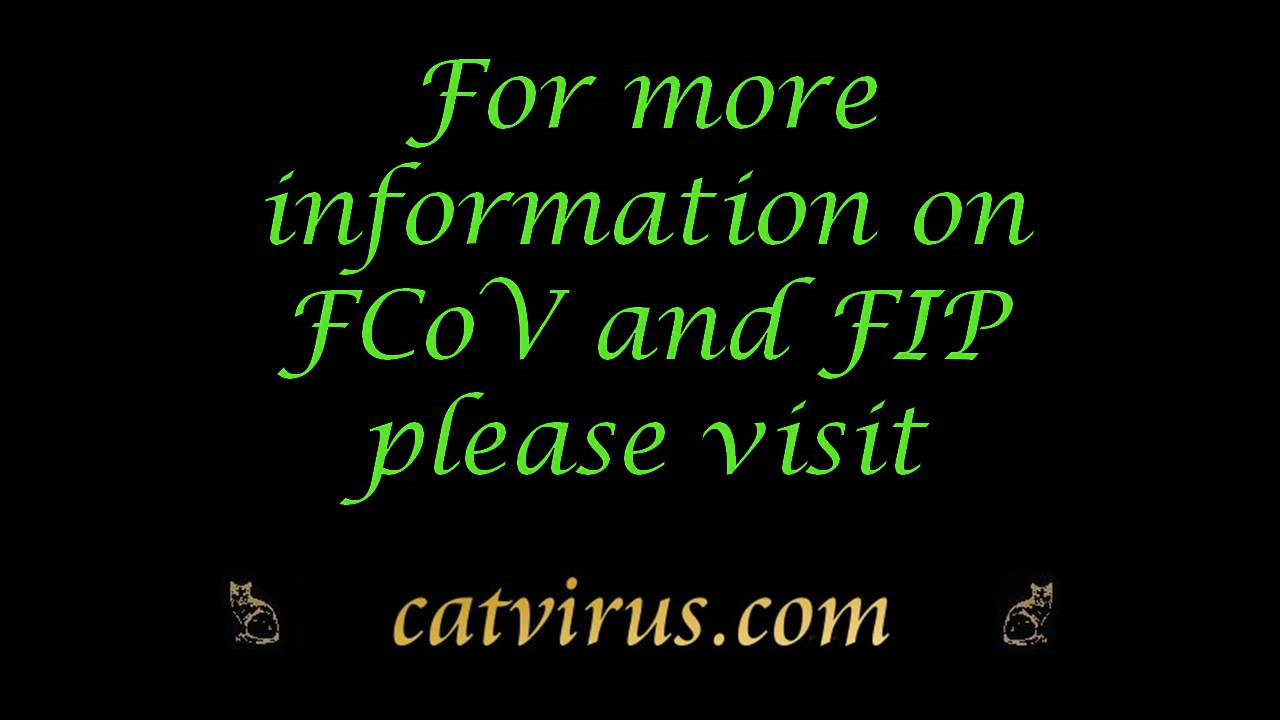 For more
information on
FCoV and FIP
please visit
catvirus.com